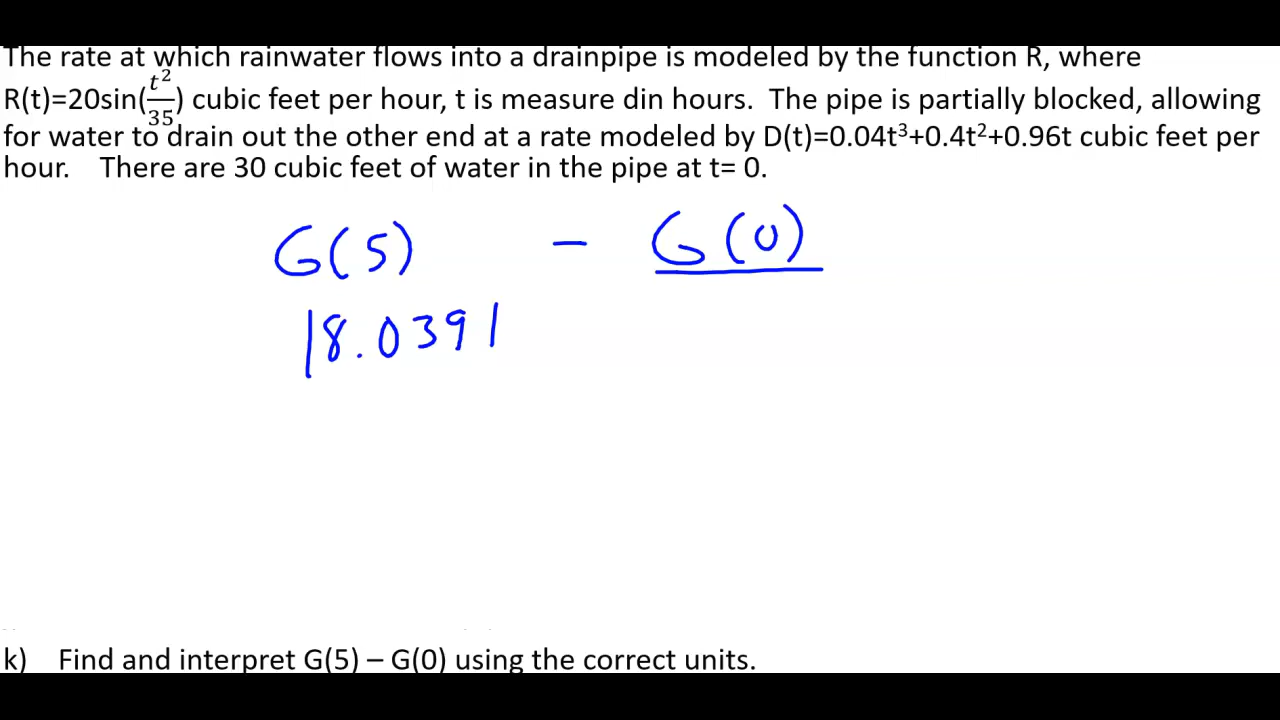 The rate at which rainwater flows into a drainpipe is modeled by the function R, where
R(t)=20sin(t²/35) cubic feet per hour, t is measure din hours.  The pipe is partially blocked, allowing
for water to drain out the other end at a rate modeled by D(t)=0.04t³+0.4t²+0.96t cubic feet per
hour.    There are 30 cubic feet of water in the pipe at t= 0.
G(5) - G(0)
18.0391
k) Find and interpret G(5) – G(0) using the correct units.